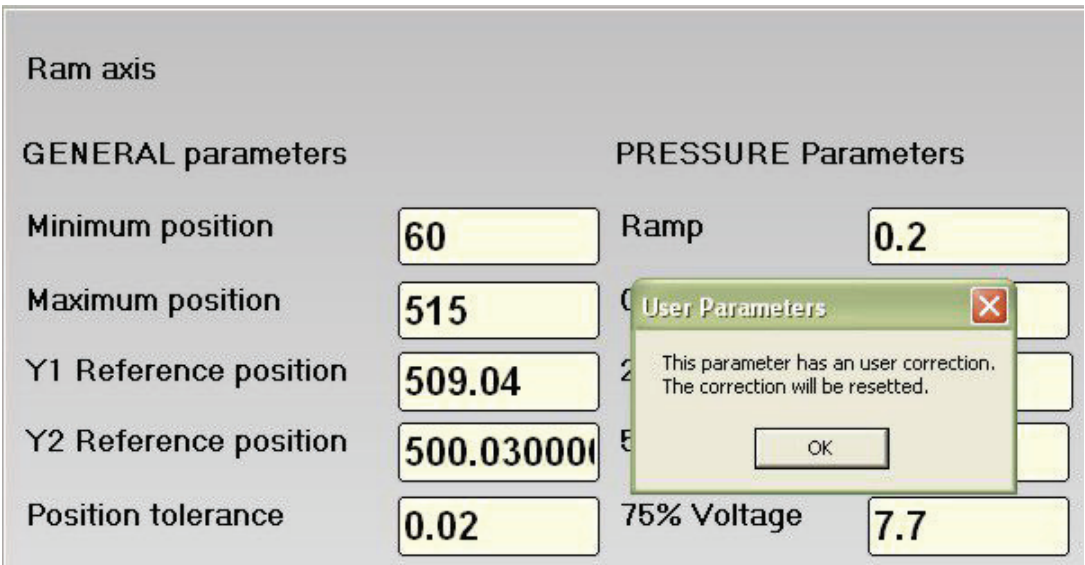 Ram axis
GENERAL parameters PRESSURE Parameters
Minimum position 60 Ramp 0.2
Maximum position 515
User Parameters
Y1 Reference position 509.04
This parameter has an user correction.
The correction will be resetted.
Y2 Reference position
OK
Position tolerance 0.02 75% Voltage 7.7